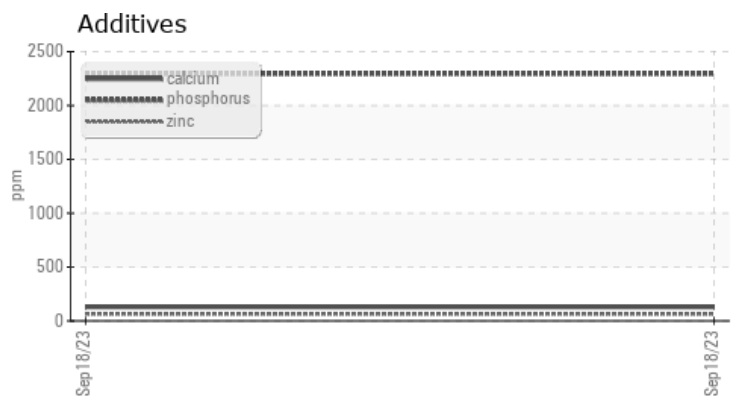 Additives
2500
calcium
phosphorus
zinc
2000
1500
ppm
1000
500
0
Sep18/23
Sep18/23